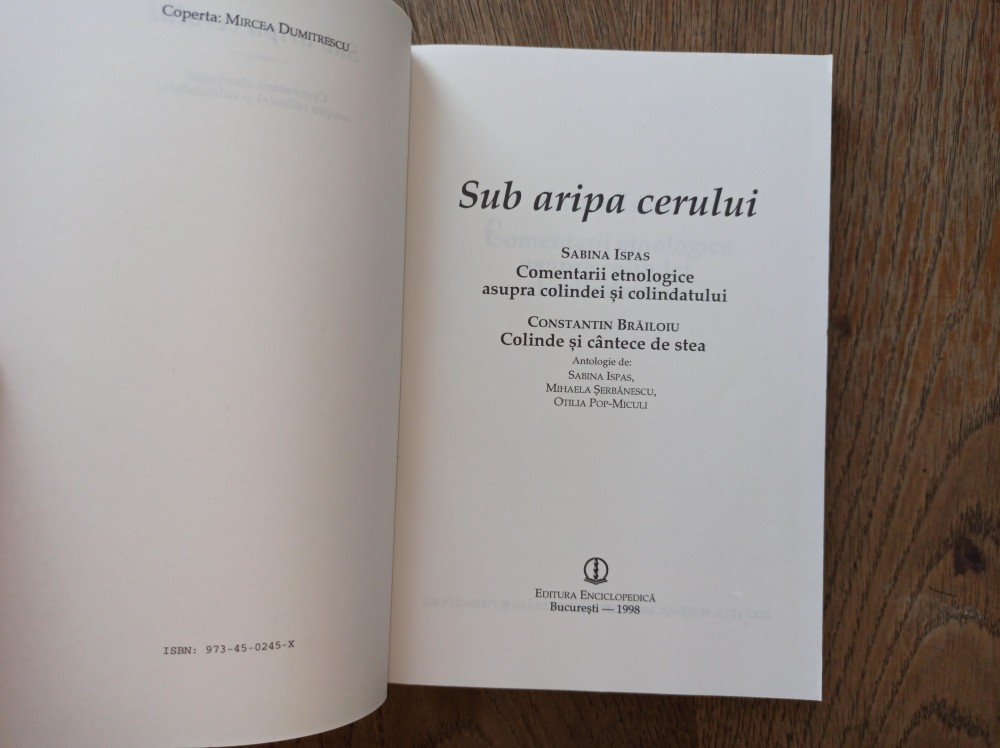 Coperta: MIRCEA DUMITRESCU
ISBN: 973-45-0245-X
Sub aripa cerului
SABINA ISPAS
Comentarii etnologice
asupra colindei și colindatului
CONSTANTIN BRĂILOIU
Colinde și cântece de stea
Antologie de:
SABINA ISPAS,
MIHAELA ȘERBĂNESCU,
OTILIA POP-MICULI
EDITURA ENCICLOPEDICĂ
București — 1998